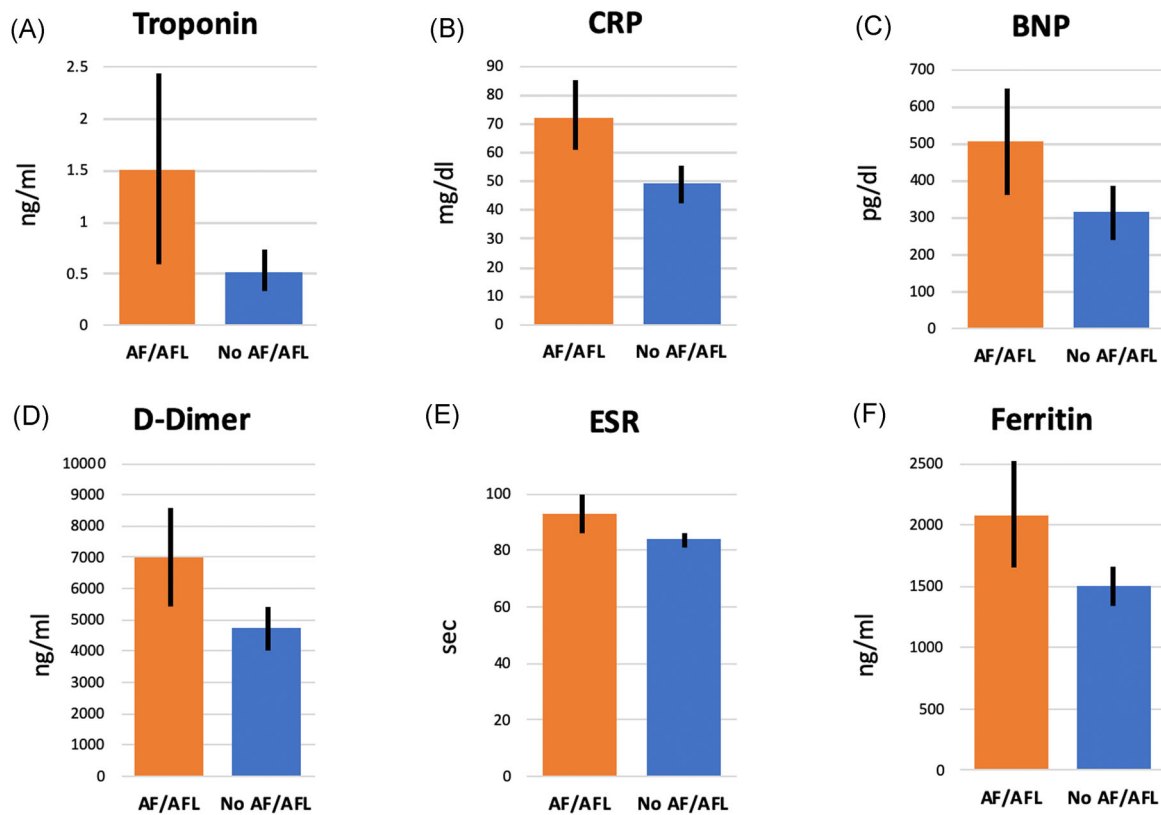 (A) Troponin
2.5
2
1.5
1
0.5
0
ng/ml
AF/AFL No AF/AFL
(B) CRP
90
80
70
60
50
40
30
20
10
0
mg/dl
AF/AFL No AF/AFL
(C) BNP
700
600
500
400
300
200
100
0
pg/dl
AF/AFL No AF/AFL
(D) D-Dimer
10000
9000
8000
7000
6000
5000
4000
3000
2000
1000
0
ng/ml
AF/AFL No AF/AFL
(E) ESR
100
80
60
40
20
0
sec
AF/AFL No AF/AFL
(F) Ferritin
2500
2000
1500
1000
500
0
ng/ml
AF/AFL No AF/AFL